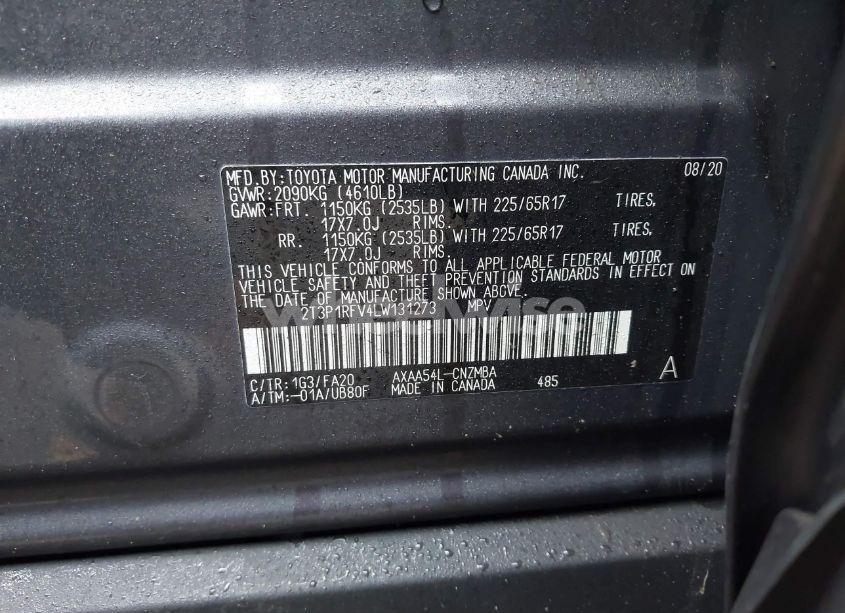 MFD.BY:TOYOTA MOTOR MANUFACTURING CANADA INC. 08/20
GVWR:2090KG (4610LB)
GAWR:FRT. 1150KG (2535LB) WITH 225/65R17 TIRES.
17X7.0J RIMS.
RR. 1150KG (2535LB) WITH 225/65R17 TIRES.
17X7.0J RIMS.
THIS VEHICLE CONFORMS TO ALL APPLICABLE FEDERAL MOTOR
VEHICLE SAFETY AND THEFT PREVENTION STANDARDS IN EFFECT ON
THE DATE OF MANUFACTURE SHOWN ABOVE.
2T3P1RFV4LW131273 MPV
C/TR: 1G3/FA20 AXAA54L-CNZMBA A
A/TM:-01A/UB80F MADE IN CANADA 485